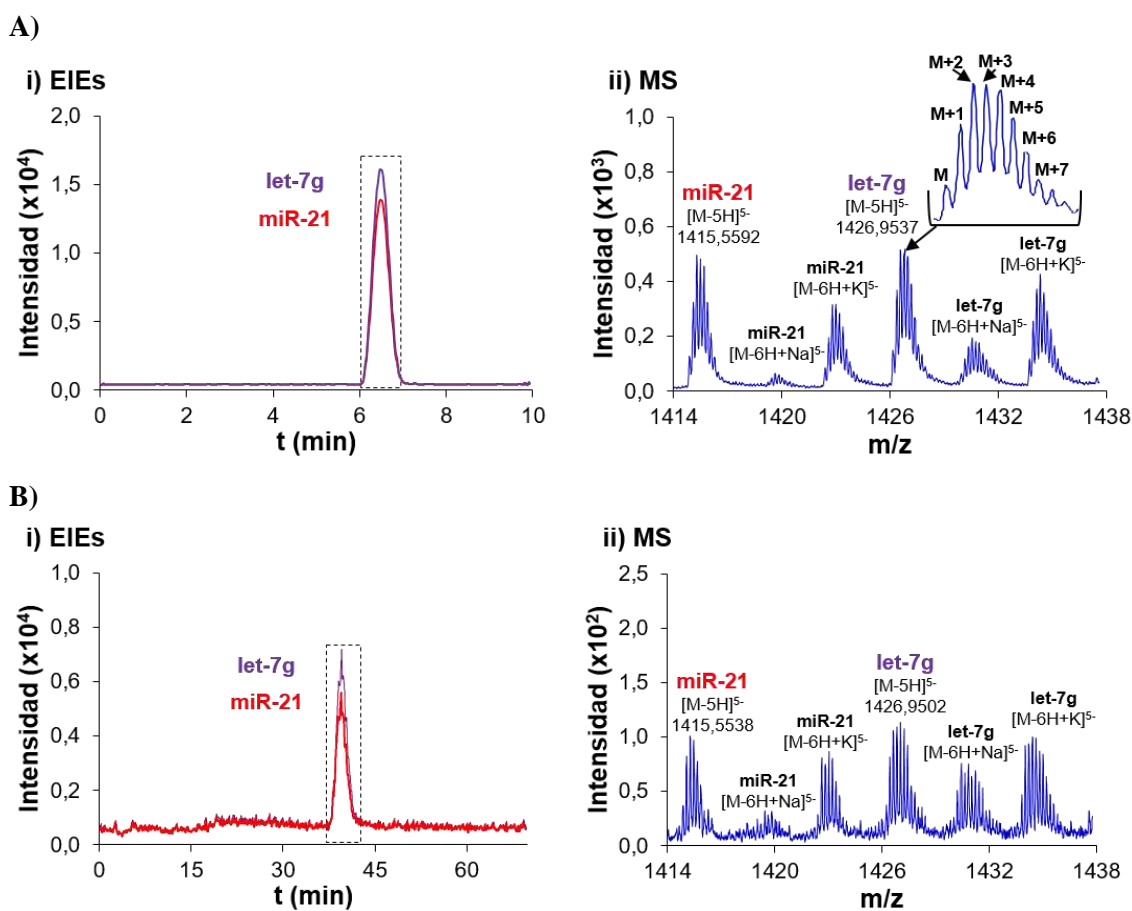 A)
i) EIEs
2,0
1,5
1,0
0,5
0,0
Intensidad (x10⁴)
let-7g
miR-21
0 2 4 6 8 10
t (min)
ii) MS
1,0
0,8
0,6
0,4
0,2
0,0
Intensidad (x10³)
M+2 M+3
M+4
M+1
M+5
M+6
M
M+7
miR-21
[M-5H]⁵⁻
1415,5592
let-7g
[M-5H]⁵⁻
1426,9537
miR-21
[M-6H+K]⁵⁻
miR-21
[M-6H+Na]⁵⁻
let-7g
[M-6H+Na]⁵⁻
let-7g
[M-6H+K]⁵⁻
1414 1420 1426 1432 1438
m/z
B)
i) EIEs
1,0
0,8
0,6
0,4
0,2
0,0
Intensidad (x10⁴)
let-7g
miR-21
0 15 30 45 60
t (min)
ii) MS
2,5
2,0
1,5
1,0
0,5
0,0
Intensidad (x10²)
miR-21
[M-5H]⁵⁻
1415,5538
miR-21
[M-6H+Na]⁵⁻
miR-21
[M-6H+K]⁵⁻
let-7g
[M-5H]⁵⁻
1426,9502
let-7g
[M-6H+Na]⁵⁻
let-7g
[M-6H+K]⁵⁻
1414 1420 1426 1432 1438
m/z